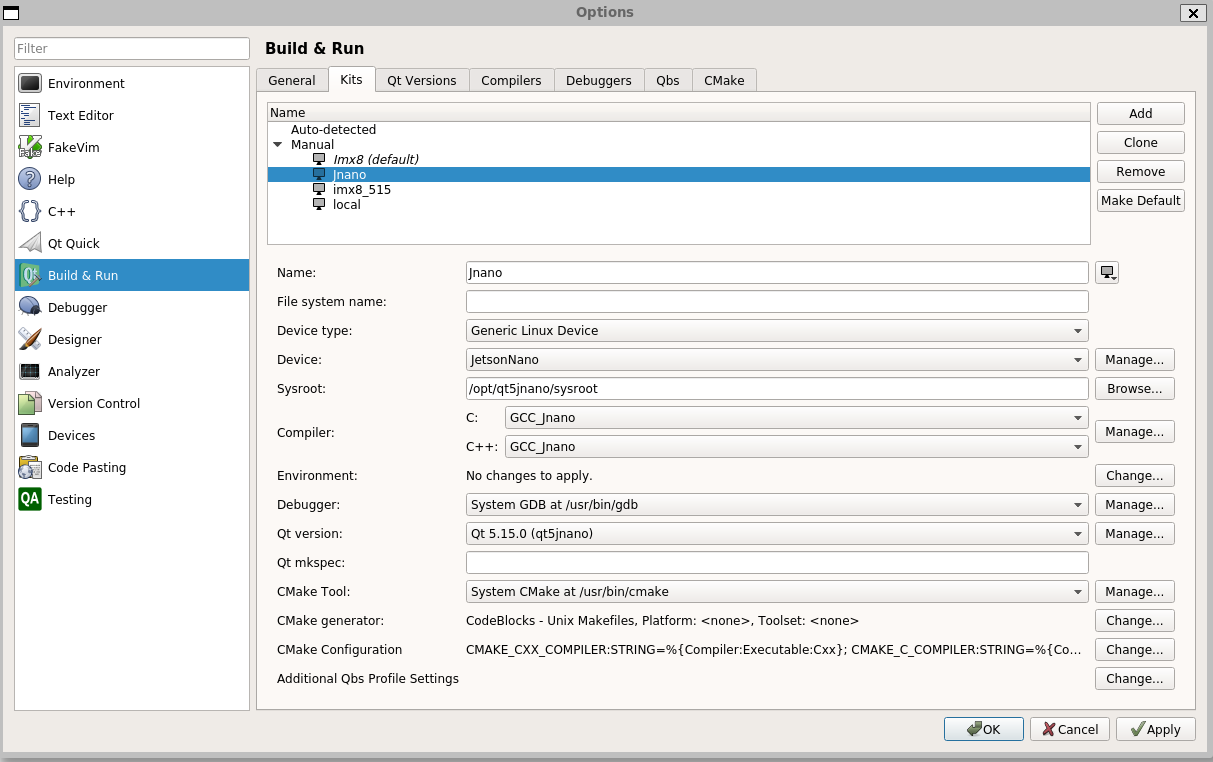 Options
Filter
Environment
Text Editor
FakeVim
Help
C++
Qt Quick
Build & Run
Debugger
Designer
Analyzer
Version Control
Devices
Code Pasting
QA Testing
Build & Run
General Kits Qt Versions Compilers Debuggers Qbs CMake
Name
Auto-detected
Manual
Imx8 (default)
Jnano
imx8_515
local
Add
Clone
Remove
Make Default
Name: Jnano
File system name:
Device type: Generic Linux Device
Device: JetsonNano Manage...
Sysroot: /opt/qt5jnano/sysroot Browse...
Compiler: C: GCC_Jnano
C++: GCC_Jnano Manage...
Environment: No changes to apply. Change...
Debugger: System GDB at /usr/bin/gdb Manage...
Qt version: Qt 5.15.0 (qt5jnano) Manage...
Qt mkspec:
CMake Tool: System CMake at /usr/bin/cmake Manage...
CMake generator: CodeBlocks - Unix Makefiles, Platform: <none>, Toolset: <none> Change...
CMake Configuration CMAKE_CXX_COMPILER:STRING=%{Compiler:Executable:Cxx}; CMAKE_C_COMPILER:STRING=%{Co... Change...
Additional Qbs Profile Settings Change...
OK Cancel Apply